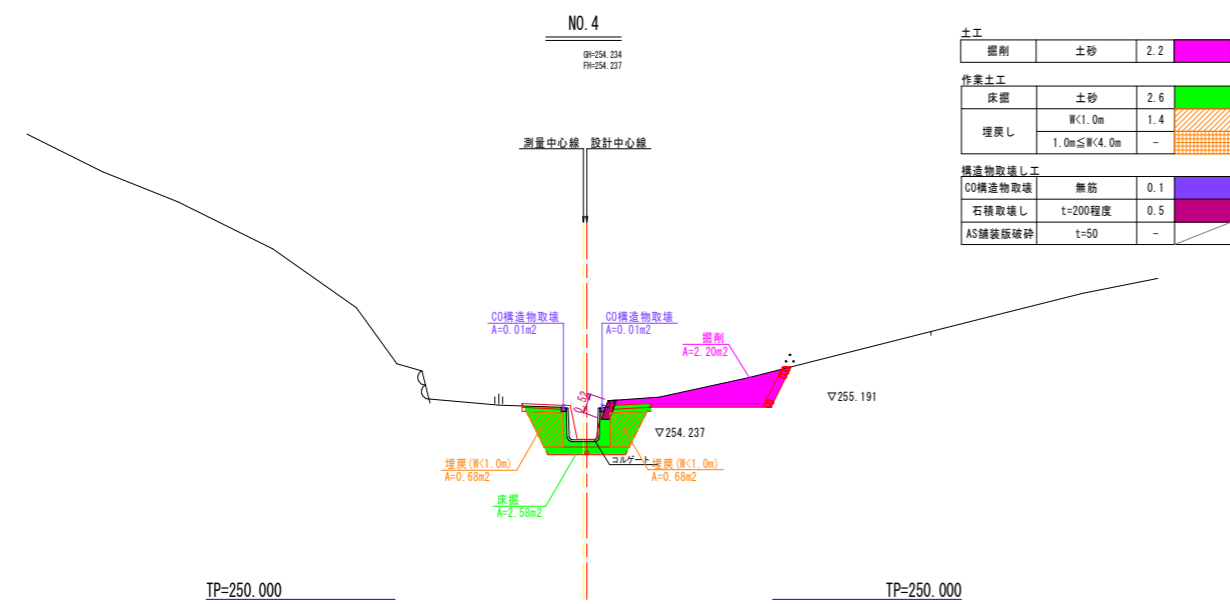 NO.4
GH=254.234
FH=254.237
測量中心線 設計中心線
土工
掘削 土砂 2.2
作業土工
床掘 土砂 2.6
埋戻し W<1.0m 1.4
1.0m≦W<4.0m -
構造物取壊し工
CO構造物取壊 無筋 0.1
石積取壊し t=200程度 0.5
AS舗装版破砕 t=50 -
CO構造物取壊
A=0.01m2
CO構造物取壊
A=0.01m2
掘削
A=2.20m2
0.52
▽255.191
▽254.237
コルゲート
埋戻(W<1.0m)
A=0.68m2
埋戻(W<1.0m)
A=0.68m2
床掘
A=2.58m2
TP=250.000
TP=250.000